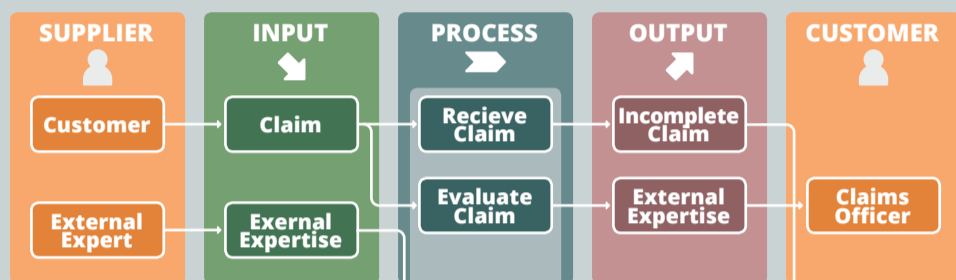 SUPPLIER
INPUT
PROCESS
OUTPUT
CUSTOMER
Customer
Claim
Recieve
Claim
Incomplete
Claim
External
Expert
Exernal
Expertise
Evaluate
Claim
External
Expertise
Claims
Officer